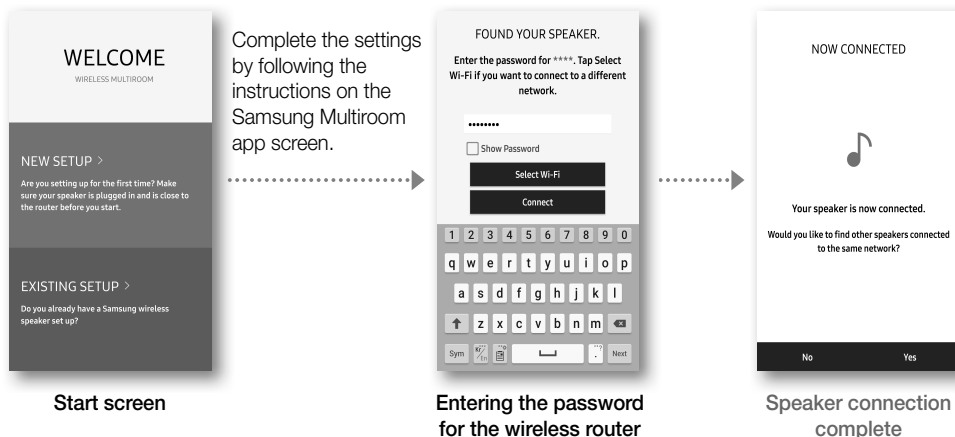 WELCOME
WIRELESS MULTIROOM
NEW SETUP >
Are you setting up for the first time? Make
sure your speaker is plugged in and is close to
the router before you start.
EXISTING SETUP >
Do you already have a Samsung wireless
speaker set up?
Start screen
Complete the settings
by following the
instructions on the
Samsung Multiroom
app screen.
FOUND YOUR SPEAKER.
Enter the password for ****. Tap Select
Wi-Fi if you want to connect to a different
network.
••••••••
Show Password
Select Wi-Fi
Connect
1 2 3 4 5 6 7 8 9 0
q w e r t y u i o p
a s d f g h j k l
z x c v b n m
Sym Kr/En . ? Next
Entering the password
for the wireless router
NOW CONNECTED
Your speaker is now connected.
Would you like to find other speakers connected
to the same network?
No Yes
Speaker connection
complete